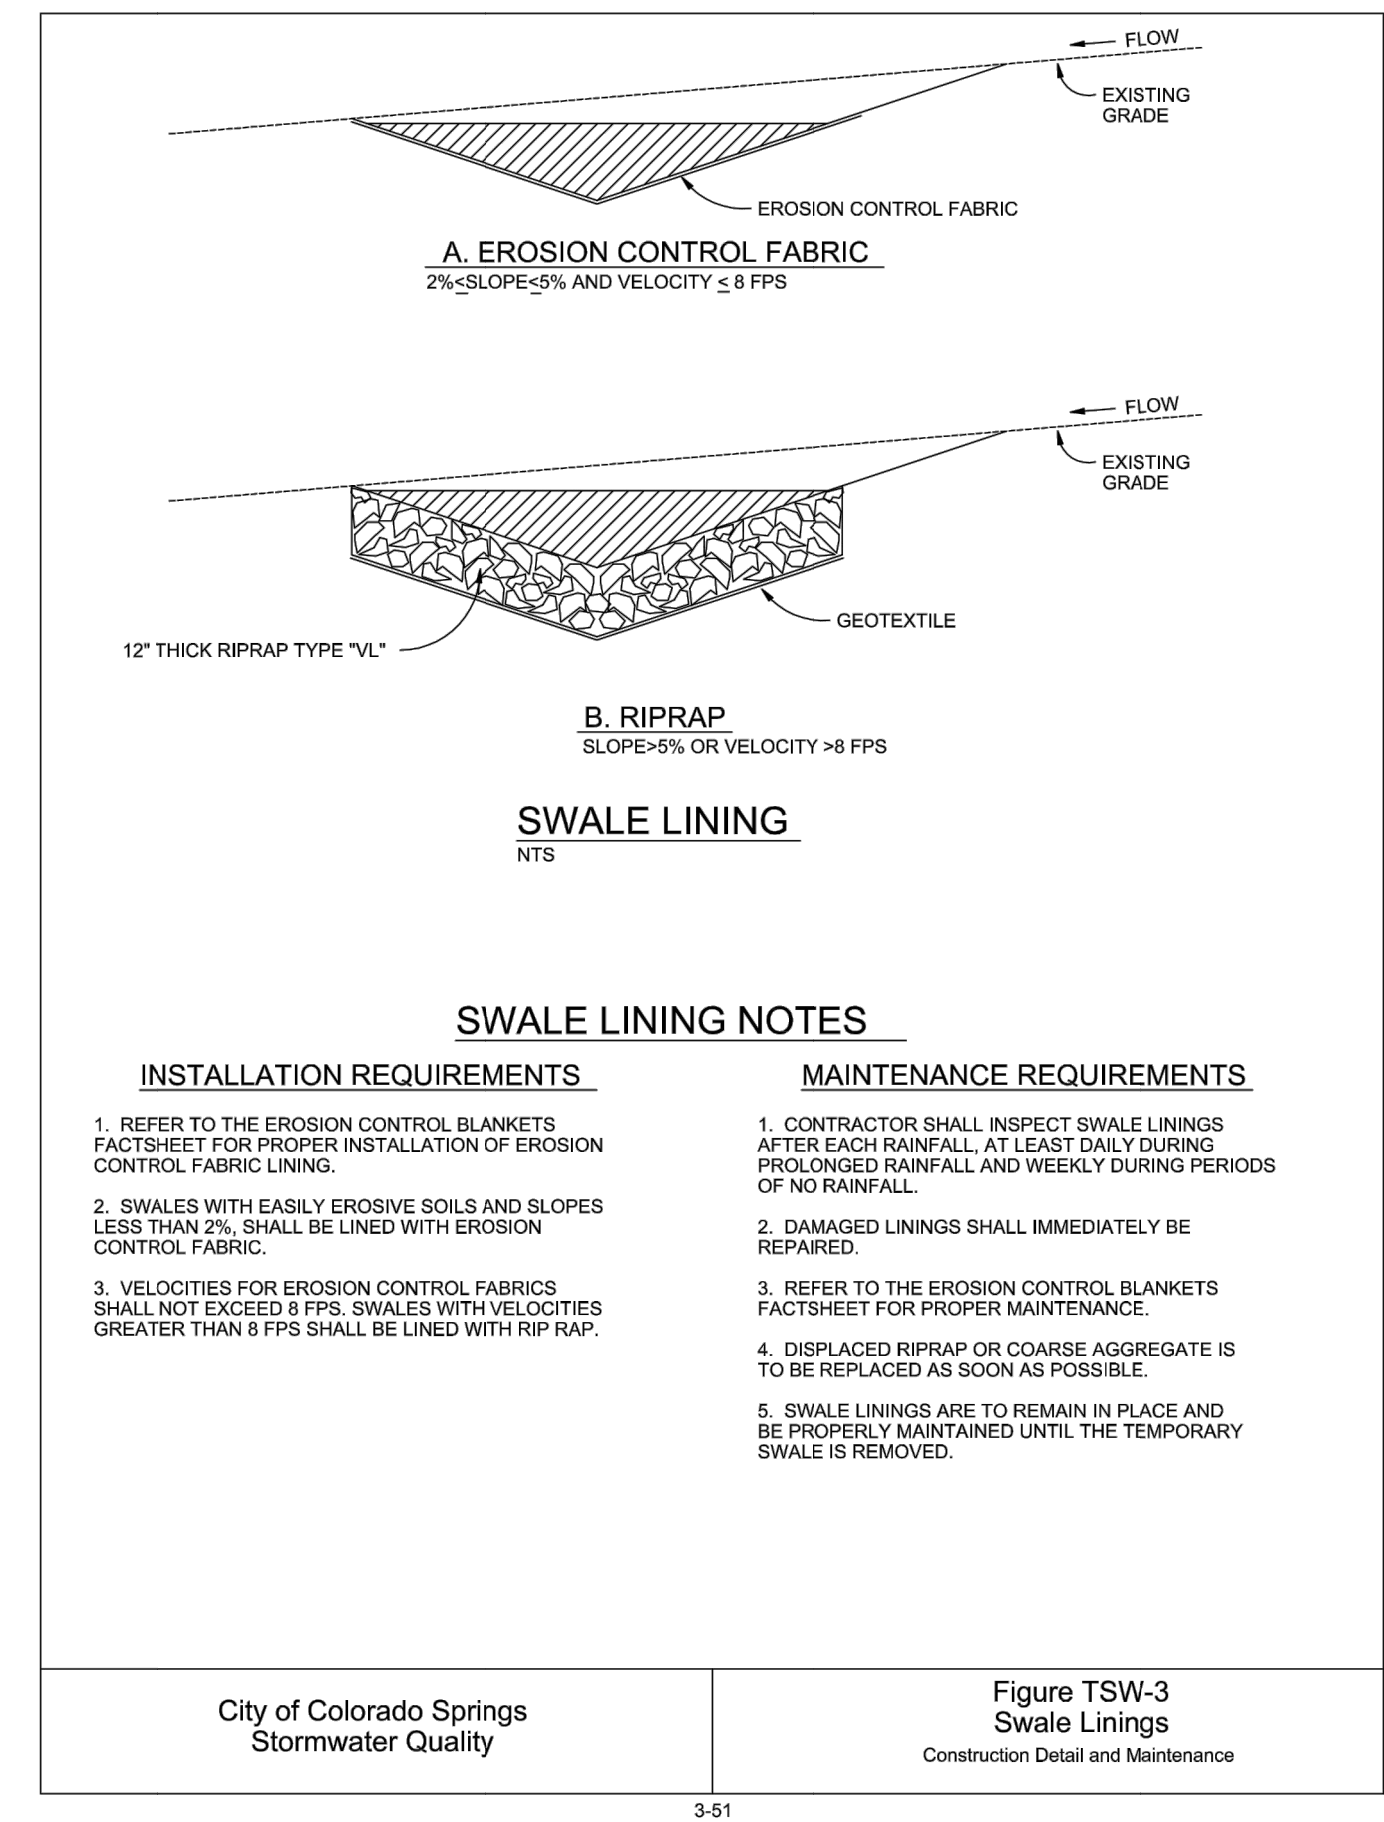 FLOW
EXISTING
GRADE
EROSION CONTROL FABRIC
A. EROSION CONTROL FABRIC
2%≤SLOPE≤5% AND VELOCITY ≤ 8 FPS
FLOW
EXISTING
GRADE
GEOTEXTILE
12" THICK RIPRAP TYPE "VL"
B. RIPRAP
SLOPE>5% OR VELOCITY >8 FPS
SWALE LINING
NTS
SWALE LINING NOTES
INSTALLATION REQUIREMENTS
1. REFER TO THE EROSION CONTROL BLANKETS
FACTSHEET FOR PROPER INSTALLATION OF EROSION
CONTROL FABRIC LINING.
2. SWALES WITH EASILY EROSIVE SOILS AND SLOPES
LESS THAN 2%, SHALL BE LINED WITH EROSION
CONTROL FABRIC.
3. VELOCITIES FOR EROSION CONTROL FABRICS
SHALL NOT EXCEED 8 FPS. SWALES WITH VELOCITIES
GREATER THAN 8 FPS SHALL BE LINED WITH RIP RAP.
MAINTENANCE REQUIREMENTS
1. CONTRACTOR SHALL INSPECT SWALE LININGS
AFTER EACH RAINFALL, AT LEAST DAILY DURING
PROLONGED RAINFALL AND WEEKLY DURING PERIODS
OF NO RAINFALL.
2. DAMAGED LININGS SHALL IMMEDIATELY BE
REPAIRED.
3. REFER TO THE EROSION CONTROL BLANKETS
FACTSHEET FOR PROPER MAINTENANCE.
4. DISPLACED RIPRAP OR COARSE AGGREGATE IS
TO BE REPLACED AS SOON AS POSSIBLE.
5. SWALE LININGS ARE TO REMAIN IN PLACE AND
BE PROPERLY MAINTAINED UNTIL THE TEMPORARY
SWALE IS REMOVED.
City of Colorado Springs
Stormwater Quality
Figure TSW-3
Swale Linings
Construction Detail and Maintenance
3-51